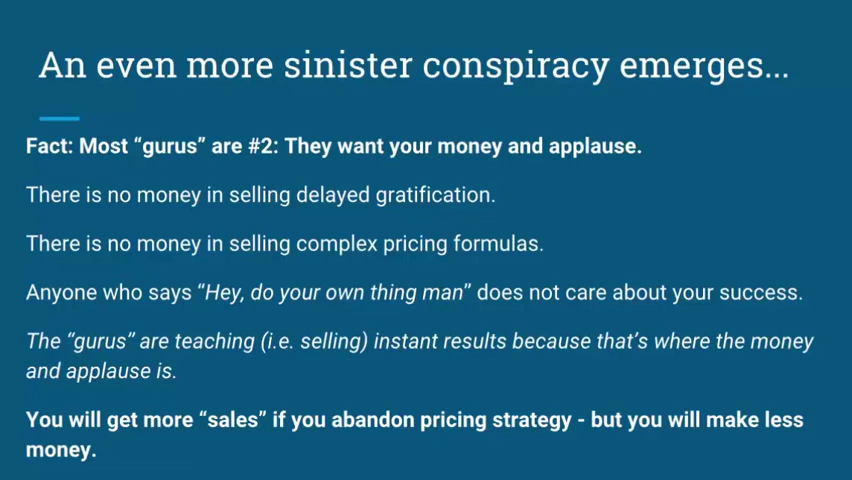 An even more sinister conspiracy emerges...
Fact: Most “gurus” are #2: They want your money and applause.
There is no money in selling delayed gratification.
There is no money in selling complex pricing formulas.
Anyone who says “Hey, do your own thing man” does not care about your success.
The “gurus” are teaching (i.e. selling) instant results because that’s where the money
and applause is.
You will get more “sales” if you abandon pricing strategy - but you will make less
money.